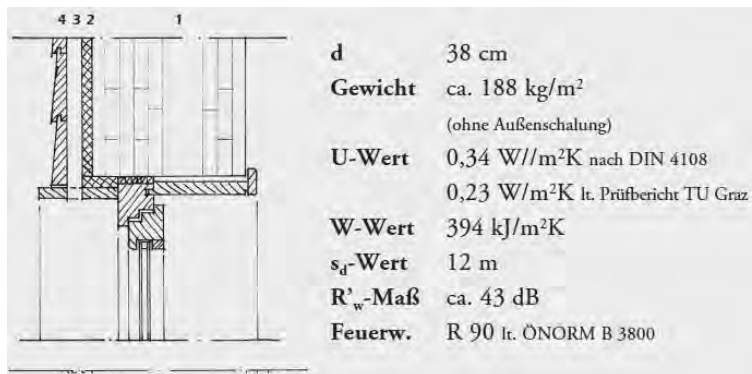 4 3 2 1
d 38 cm
Gewicht ca. 188 kg/m²
(ohne Außenschalung)
U-Wert 0,34 W//m²K nach DIN 4108
0,23 W/m²K lt. Prüfbericht TU Graz
W-Wert 394 kJ/m²K
s_d-Wert 12 m
R'_w-Maß ca. 43 dB
Feuerw. R 90 lt. ÖNORM B 3800